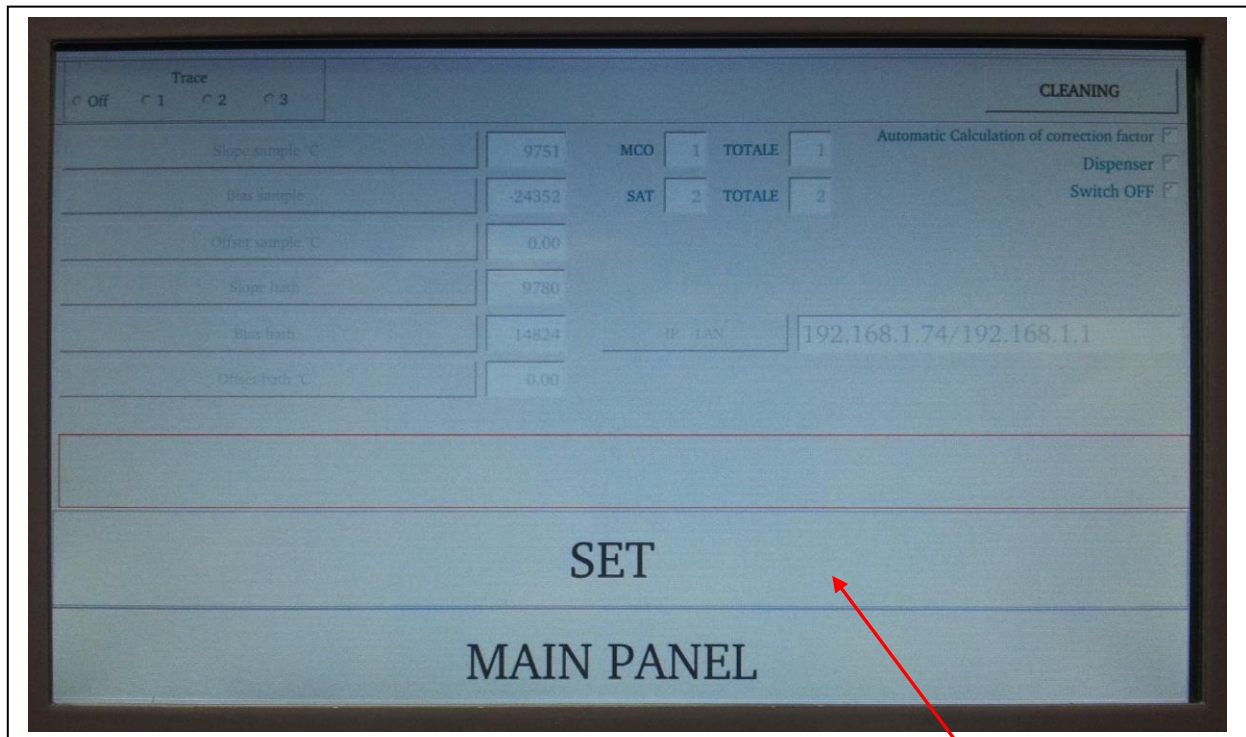 Trace
Off 1 2 3
CLEANING
Slope sample °C 9751 MCO 1 TOTALE 1 Automatic Calculation of correction factor
Dispenser
Bias sample -24352 SAT 2 TOTALE 2 Switch OFF
Offset sample °C 0.00
Slope bath 9780
Bias bath 14824 IP LAN 192.168.1.74/192.168.1.1
Offset bath °C 0.00
SET
MAIN PANEL